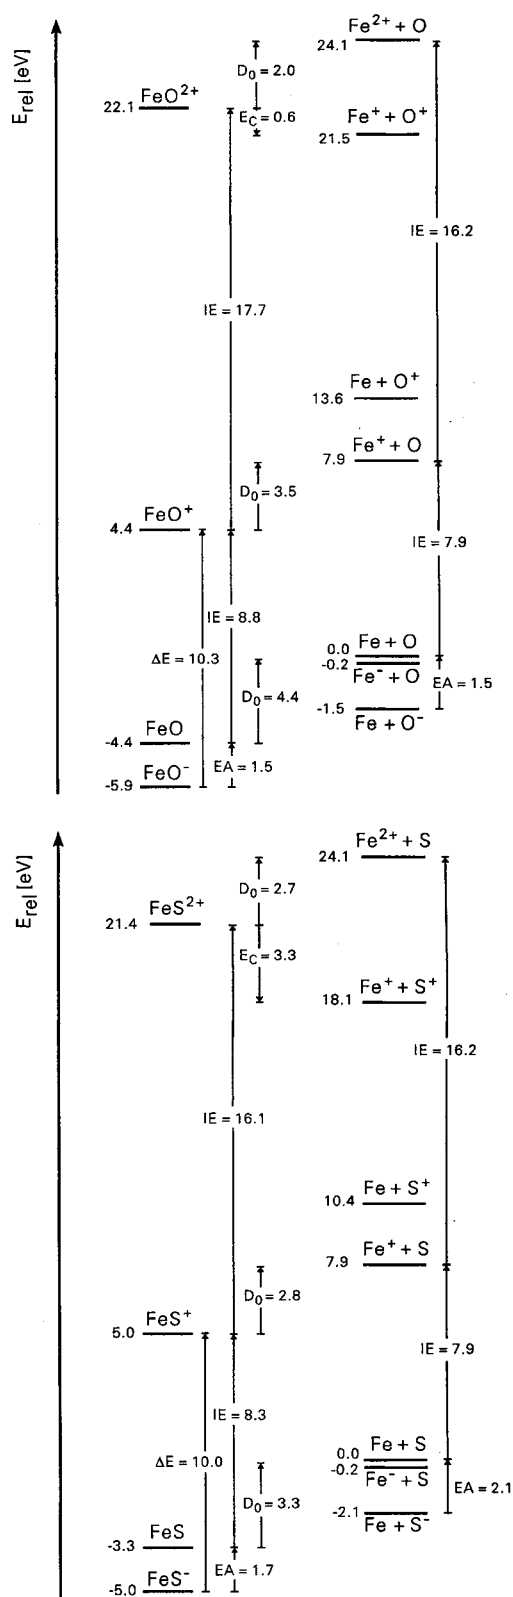 E_rel [eV]
Fe²⁺ + O
24.1
D₀ = 2.0
FeO²⁺
22.1
E_C = 0.6
Fe⁺ + O⁺
21.5
IE = 16.2
IE = 17.7
Fe + O⁺
13.6
Fe⁺ + O
7.9
D₀ = 3.5
FeO⁺
4.4
IE = 7.9
IE = 8.8
Fe + O
0.0
ΔE = 10.3
-0.2
Fe⁻ + O
EA = 1.5
D₀ = 4.4
-1.5
Fe + O⁻
FeO
-4.4
EA = 1.5
FeO⁻
-5.9
E_rel [eV]
Fe²⁺ + S
24.1
D₀ = 2.7
FeS²⁺
21.4
E_C = 3.3
Fe⁺ + S⁺
18.1
IE = 16.2
IE = 16.1
Fe + S⁺
10.4
Fe⁺ + S
7.9
D₀ = 2.8
FeS⁺
5.0
IE = 7.9
IE = 8.3
Fe + S
0.0
ΔE = 10.0
-0.2
Fe⁻ + S
EA = 2.1
D₀ = 3.3
-2.1
Fe + S⁻
FeS
-3.3
EA = 1.7
FeS⁻
-5.0